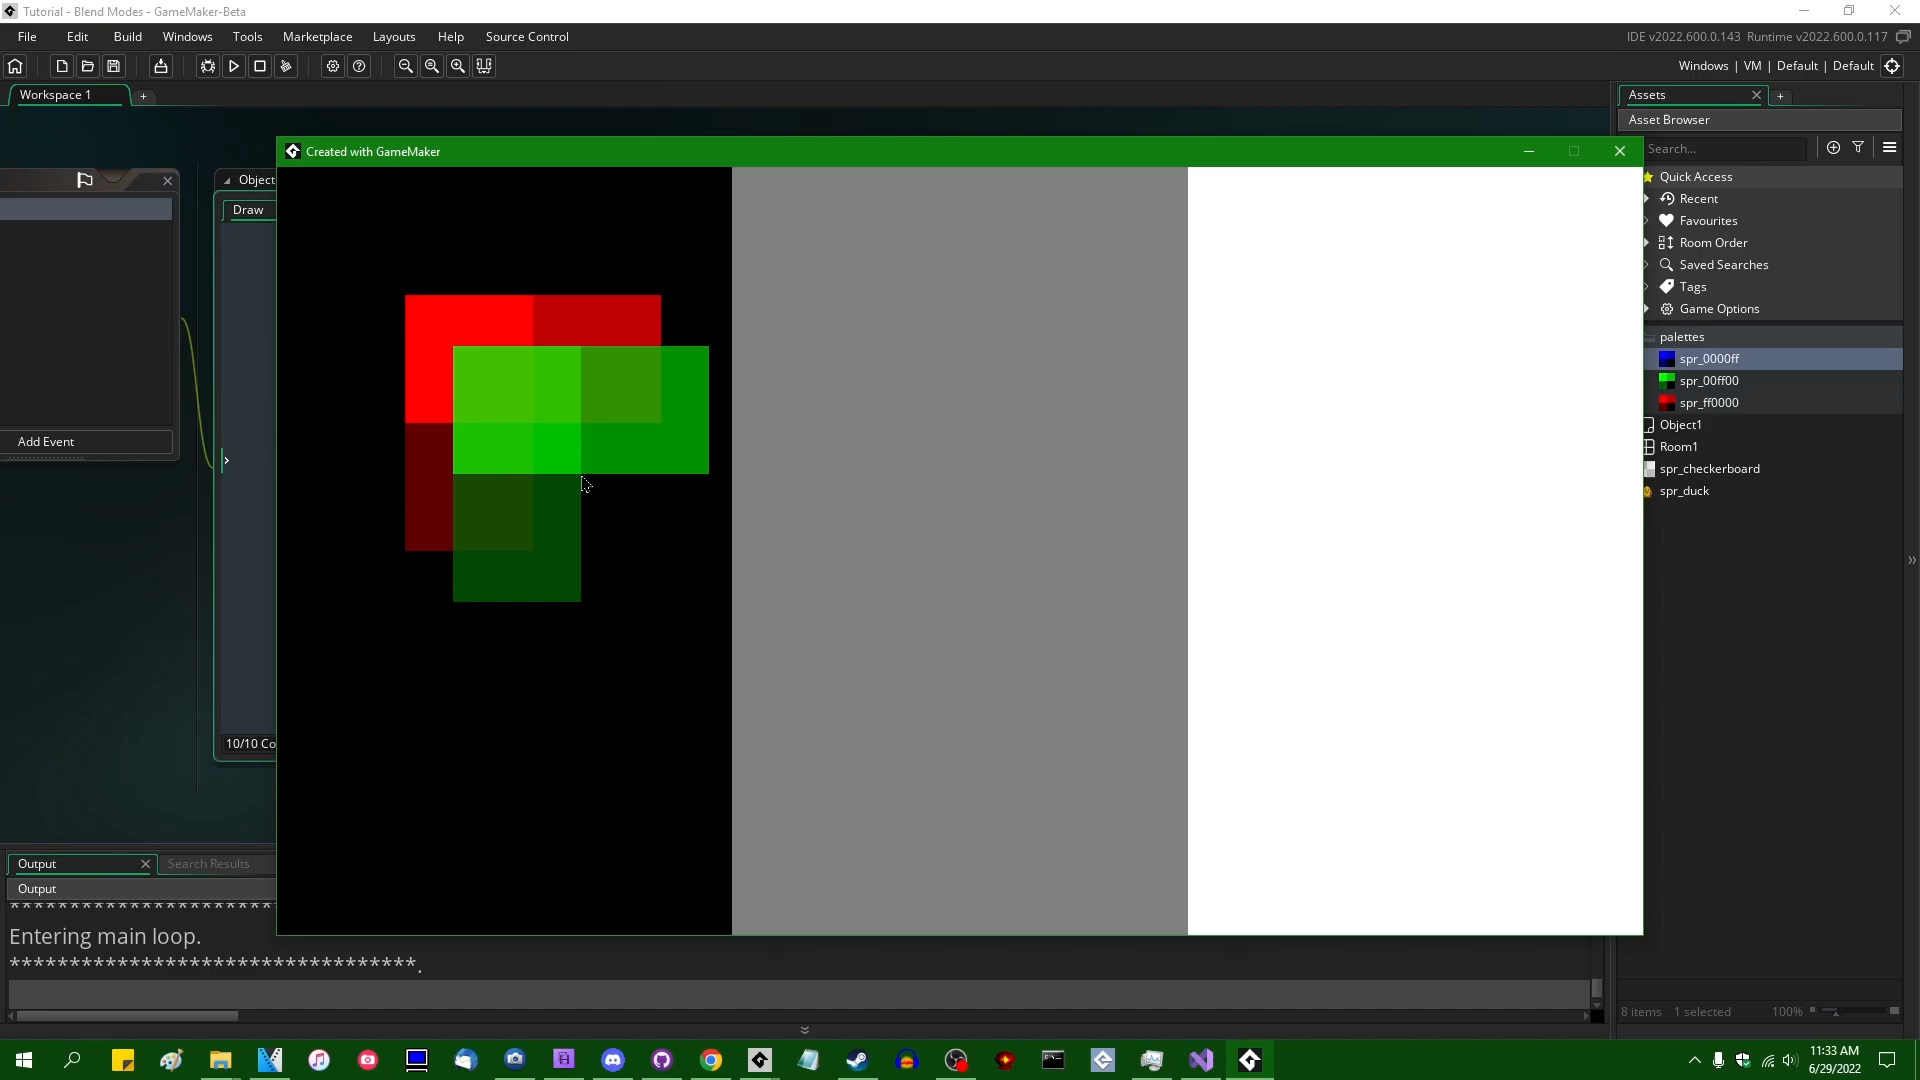 Tutorial - Blend Modes - GameMaker-Beta
File Edit Build Windows Tools Marketplace Layouts Help Source Control
IDE v2022.600.0.143 Runtime v2022.600.0.117
Windows | VM | Default | Default
Workspace 1
Assets
Asset Browser
Created with GameMaker
Search...
Object
Draw
Quick Access
Recent
Favourites
Room Order
Saved Searches
Tags
Game Options
palettes
spr_0000ff
spr_00ff00
spr_ff0000
Object1
Room1
spr_checkerboard
spr_duck
Add Event
10/10 Co
Output
Search Results
Output
Entering main loop.
**********************************.
8 items 1 selected 100%
11:33 AM
6/29/2022